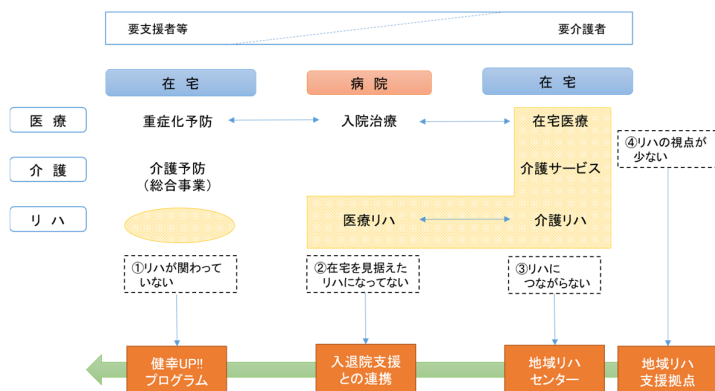 要支援者等
要介護者
在 宅
病 院
在 宅
医 療
重症化予防
入院治療
在宅医療
④リハの視点が
少ない
介 護
介護予防
(総合事業)
介護サービス
リ ハ
医療リハ
介護リハ
①リハが関わって
いない
②在宅を見据えた
リハになってない
③リハに
つながらない
健幸UP!!
プログラム
入退院支援
との連携
地域リハ
センター
地域リハ
支援拠点